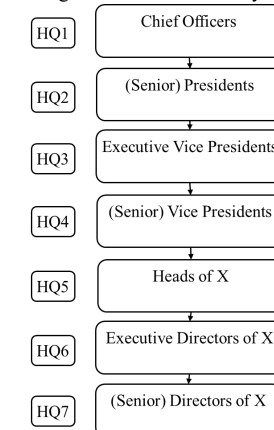 HQ1
Chief Officers
HQ2
(Senior) Presidents
HQ3
Executive Vice Presidents
HQ4
(Senior) Vice Presidents
HQ5
Heads of X
HQ6
Executive Directors of X
HQ7
(Senior) Directors of X